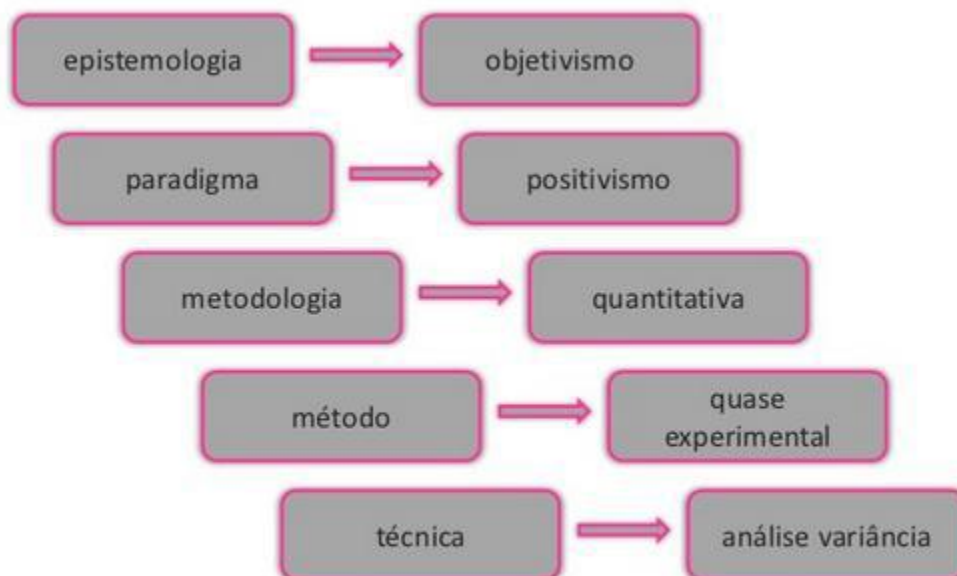 epistemologia
objetivismo
paradigma
positivismo
metodologia
quantitativa
método
quase
experimental
técnica
análise variância